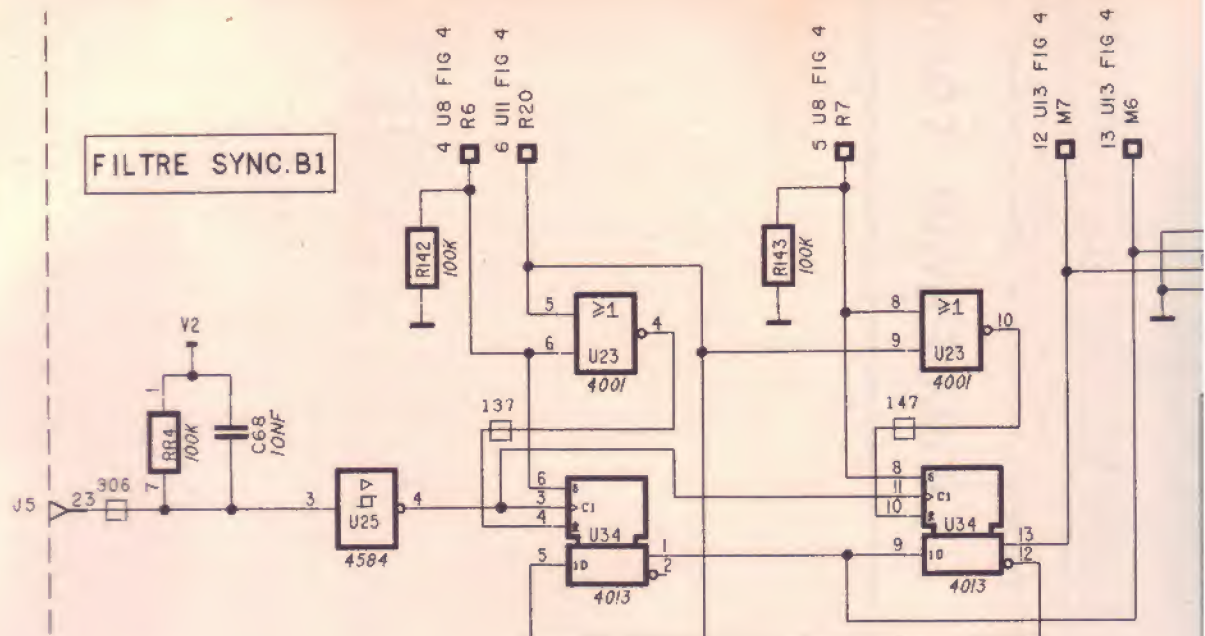 FILTRE SYNC.B1
4 U8 FIG 4
R6
6 U11 FIG 4
R20
5 U8 FIG 4
R7
12 U13 FIG 4
M7
13 U13 FIG 4
M6
R142
100K
R143
100K
5
6
≥1
4
U23
4001
8
9
≥1
10
U23
4001
V2
1
RR4
100K
7
C68
10NF
137
147
J5
23
306
3
U25
4
4584
6
3
4
S
C1
R
U34
5
1D
1
2
4013
8
11
10
S
C1
R
U34
9
1D
13
12
4013